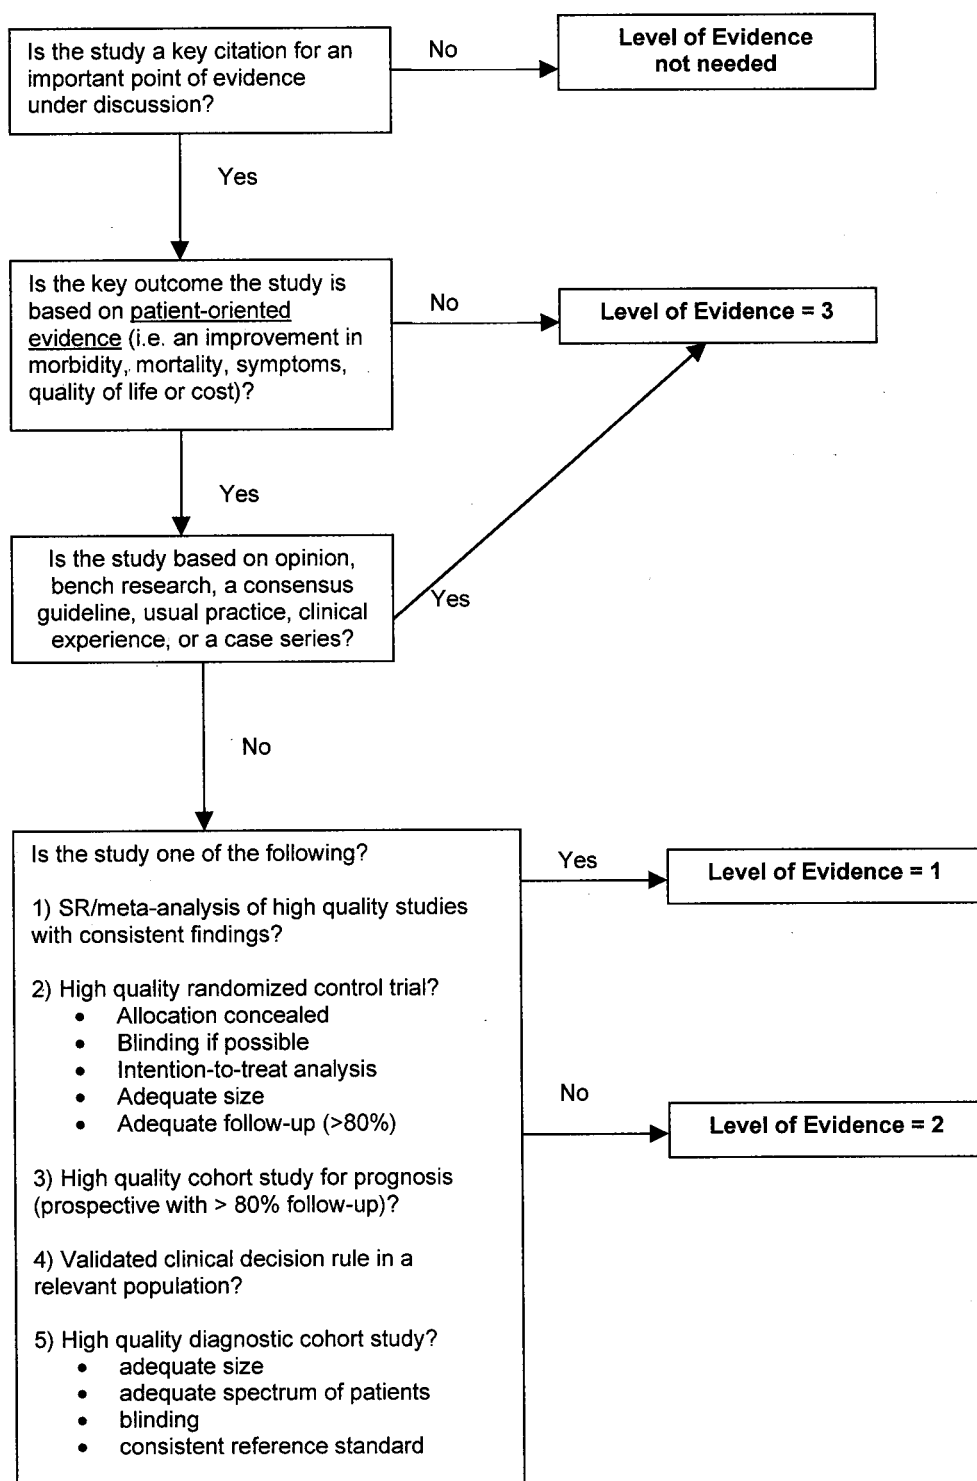 Is the study a key citation for an
important point of evidence
under discussion?
No
Level of Evidence
not needed
Yes
Is the key outcome the study is
based on patient-oriented
evidence (i.e. an improvement in
morbidity, mortality, symptoms,
quality of life or cost)?
No
Level of Evidence = 3
Yes
Is the study based on opinion,
bench research, a consensus
guideline, usual practice, clinical
experience, or a case series?
Yes
No
Is the study one of the following?
Yes
Level of Evidence = 1
1) SR/meta-analysis of high quality studies
with consistent findings?
2) High quality randomized control trial?
• Allocation concealed
• Blinding if possible
• Intention-to-treat analysis
• Adequate size
• Adequate follow-up (>80%)
No
Level of Evidence = 2
3) High quality cohort study for prognosis
(prospective with > 80% follow-up)?
4) Validated clinical decision rule in a
relevant population?
5) High quality diagnostic cohort study?
• adequate size
• adequate spectrum of patients
• blinding
• consistent reference standard